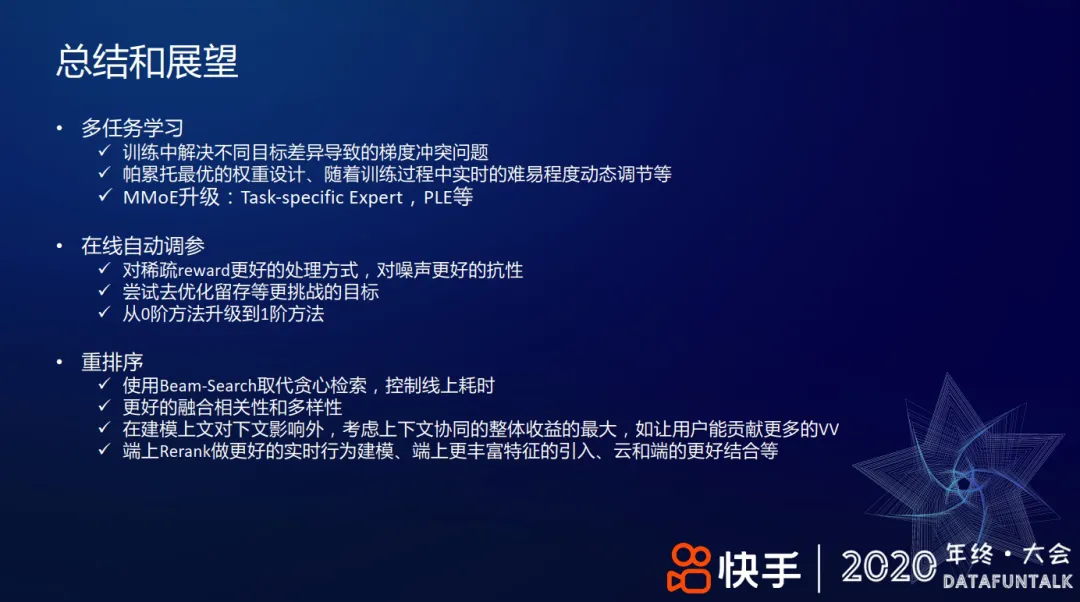 总结和展望
• 多任务学习
✓ 训练中解决不同目标差异导致的梯度冲突问题
✓ 帕累托最优的权重设计、随着训练过程中实时的难易程度动态调节等
✓ MMoE升级：Task-specific Expert，PLE等
• 在线自动调参
✓ 对稀疏reward更好的处理方式，对噪声更好的抗性
✓ 尝试去优化留存等更挑战的目标
✓ 从0阶方法升级到1阶方法
• 重排序
✓ 使用Beam-Search取代贪心检索，控制线上耗时
✓ 更好的融合相关性和多样性
✓ 在建模上文对下文影响外，考虑上下文协同的整体收益的最大，如让用户能贡献更多的VV
✓ 端上Rerank做更好的实时行为建模、端上更丰富特征的引入、云和端的更好结合等
快手 | 2020 年终·大会
DATAFUNTALK